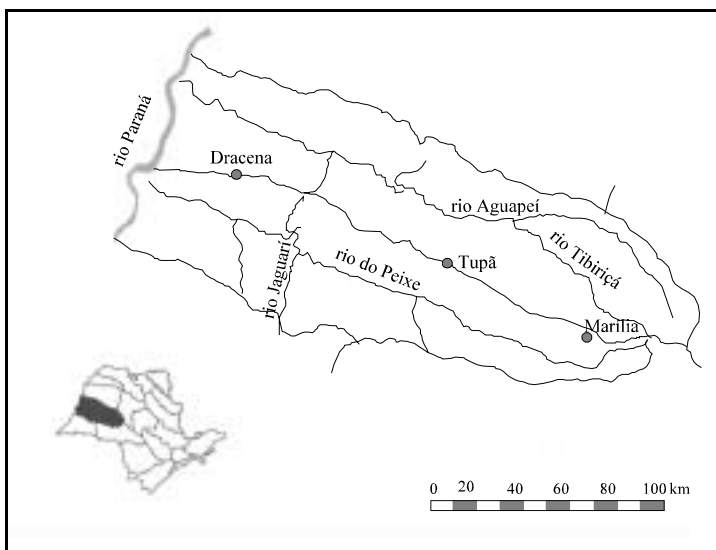 rio Paraná
Dracena
rio Aguapeí
rio Tibiriçá
Tupã
rio do Peixe
rio Jaguarí
Marília
0 20 40 60 80 100 km